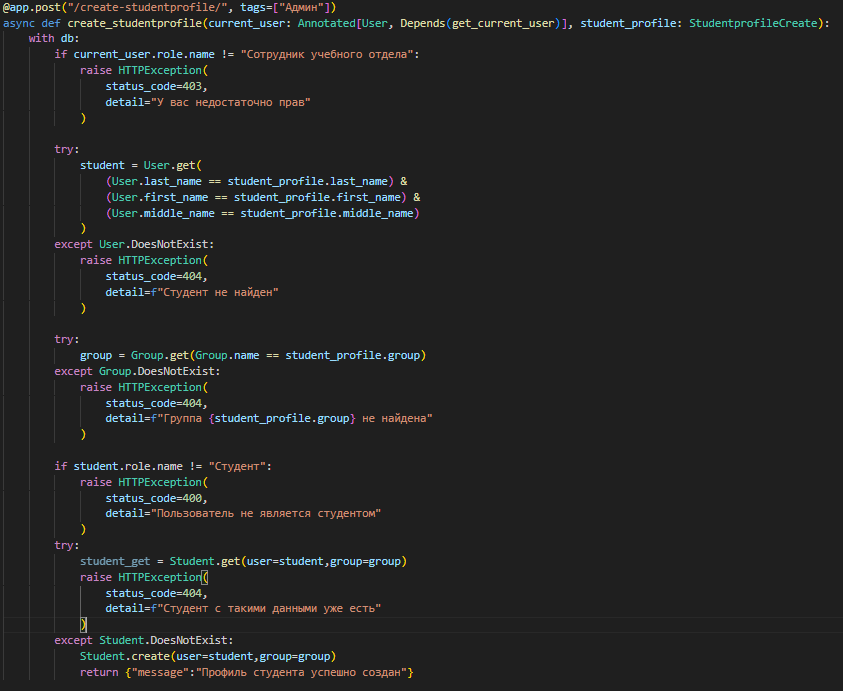 @app.post("/create-studentprofile/", tags=["Админ"])
async def create_studentprofile(current_user: Annotated[User, Depends(get_current_user)], student_profile: StudentprofileCreate):
    with db:
        if current_user.role.name != "Сотрудник учебного отдела":
            raise HTTPException(
                status_code=403,
                detail="У вас недостаточно прав"
            )

        try:
            student = User.get(
                (User.last_name == student_profile.last_name) &
                (User.first_name == student_profile.first_name) &
                (User.middle_name == student_profile.middle_name)
            )
        except User.DoesNotExist:
            raise HTTPException(
                status_code=404,
                detail=f"Студент не найден"
            )

        try:
            group = Group.get(Group.name == student_profile.group)
        except Group.DoesNotExist:
            raise HTTPException(
                status_code=404,
                detail=f"Группа {student_profile.group} не найдена"
            )

        if student.role.name != "Студент":
            raise HTTPException(
                status_code=400,
                detail="Пользователь не является студентом"
            )
        try:
            student_get = Student.get(user=student,group=group)
            raise HTTPException(
                status_code=404,
                detail=f"Студент с такими данными уже есть"
            )
        except Student.DoesNotExist:
            Student.create(user=student,group=group)
            return {"message":"Профиль студента успешно создан"}